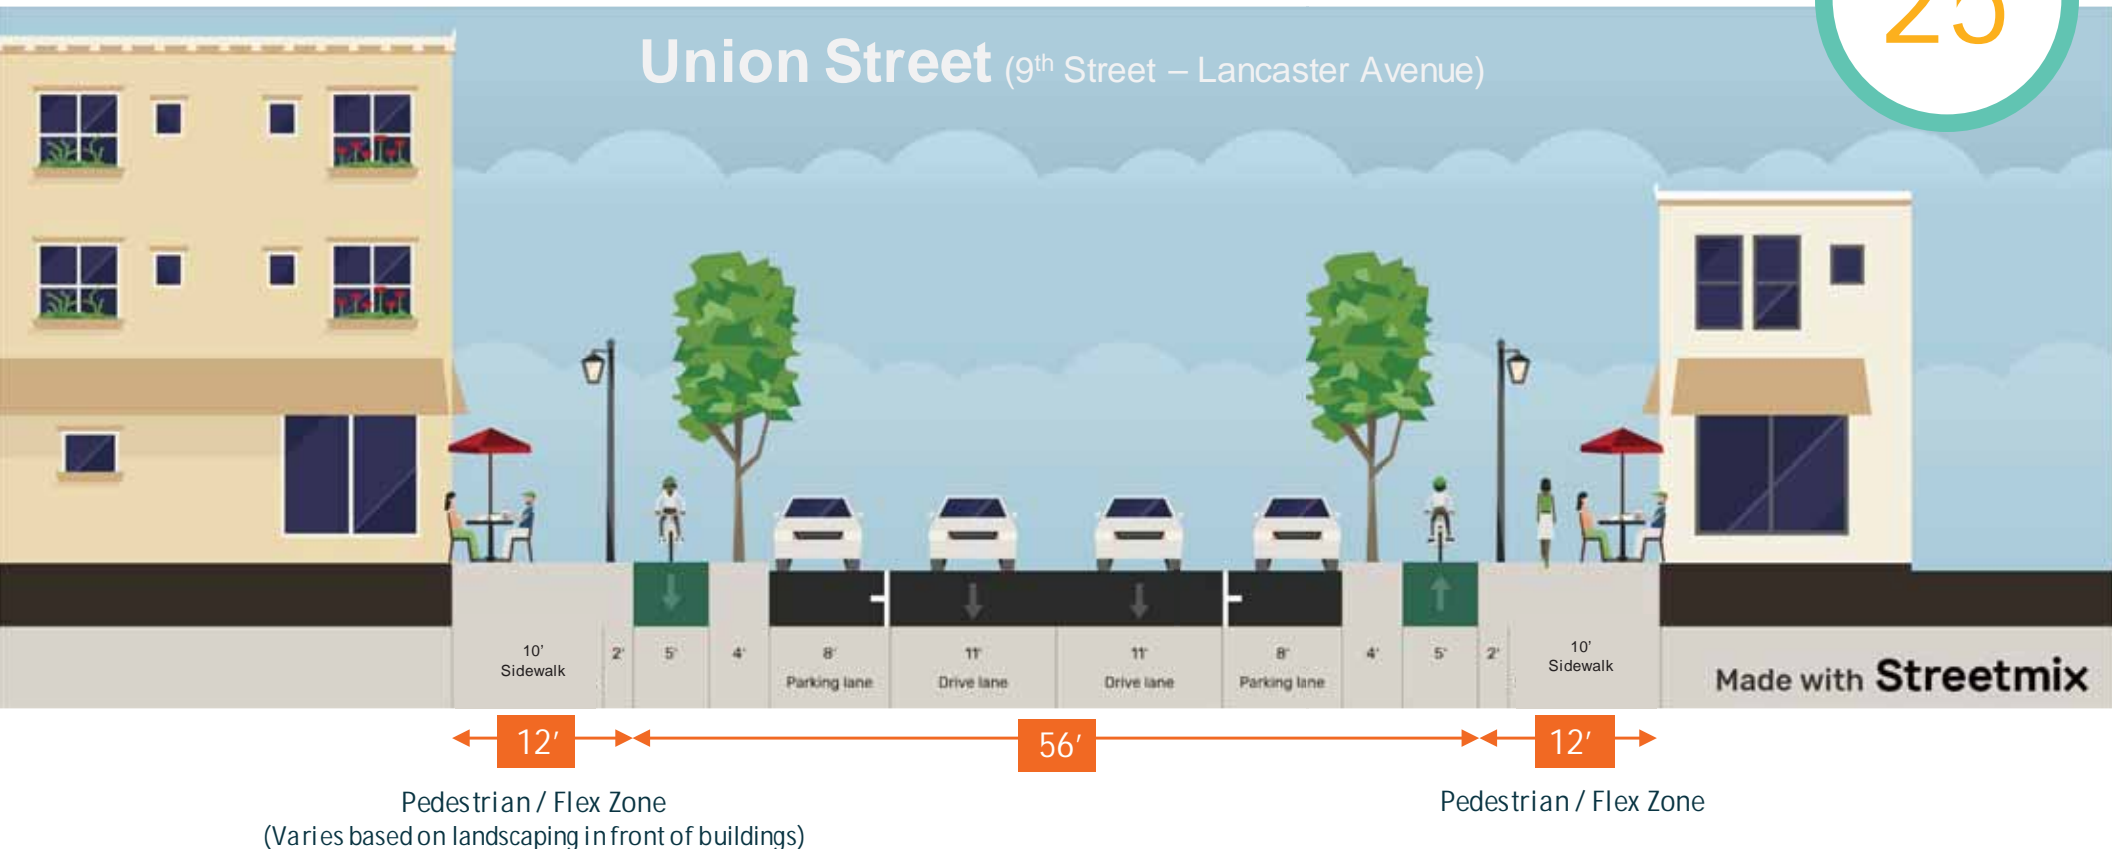 25
Union Street (9th Street – Lancaster Avenue)
10' 2' 5' 4' 8' 11' 11' 8' 4' 5' 2' 10'
Sidewalk Parking lane Drive lane Drive lane Parking lane Sidewalk
Made with Streetmix
12' 56' 12'
Pedestrian / Flex Zone
(Varies based on landscaping in front of buildings)
Pedestrian / Flex Zone